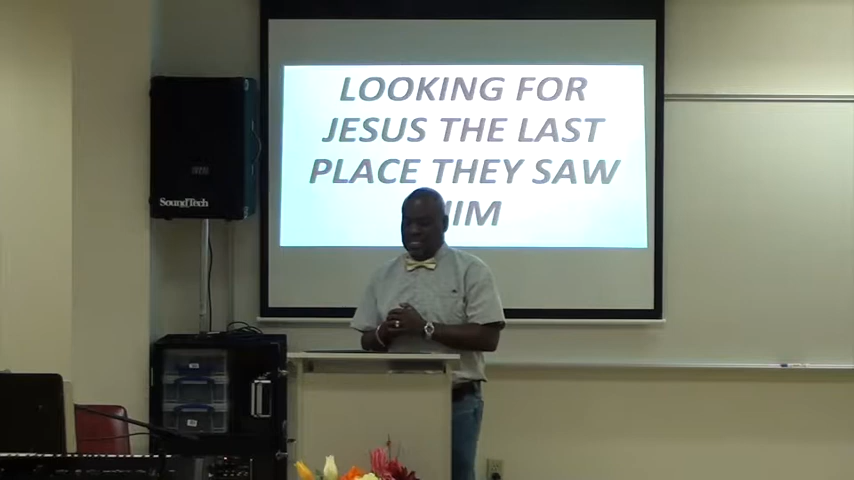 LOOKING FOR
JESUS THE LAST
PLACE THEY SAW
HIM
SoundTech